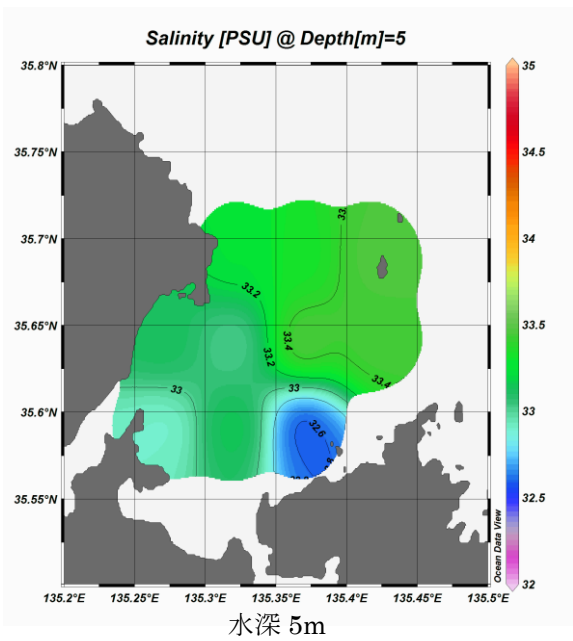 Salinity [PSU] @ Depth[m]=5
35.8°N
35.75°N
35.7°N
35.65°N
35.6°N
35.55°N
135.2°E
135.25°E
135.3°E
135.35°E
135.4°E
135.45°E
135.5°E
33.2
33.
33.4
33.2
33.4
33
33
32.6
35
34.5
34
33.5
33
32.5
32
Ocean Data View
水深 5m